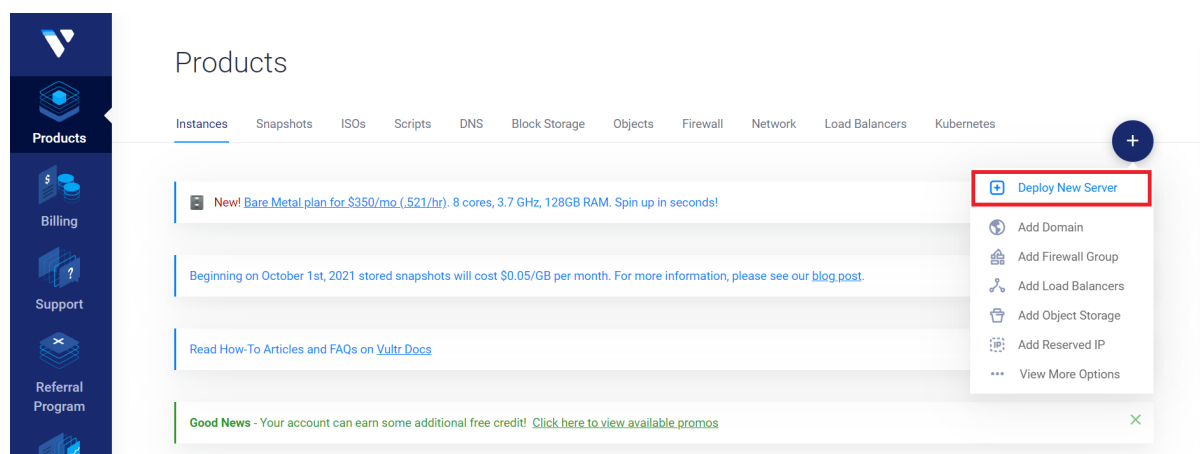 Products
Instances Snapshots ISOs Scripts DNS Block Storage Objects Firewall Network Load Balancers Kubernetes
Products
Billing
Support
Referral
Program
New! Bare Metal plan for $350/mo (.521/hr). 8 cores, 3.7 GHz, 128GB RAM. Spin up in seconds!
Beginning on October 1st, 2021 stored snapshots will cost $0.05/GB per month. For more information, please see our blog post.
Read How-To Articles and FAQs on Vultr Docs
Good News - Your account can earn some additional free credit! Click here to view available promos
Deploy New Server
Add Domain
Add Firewall Group
Add Load Balancers
Add Object Storage
IP Add Reserved IP
View More Options